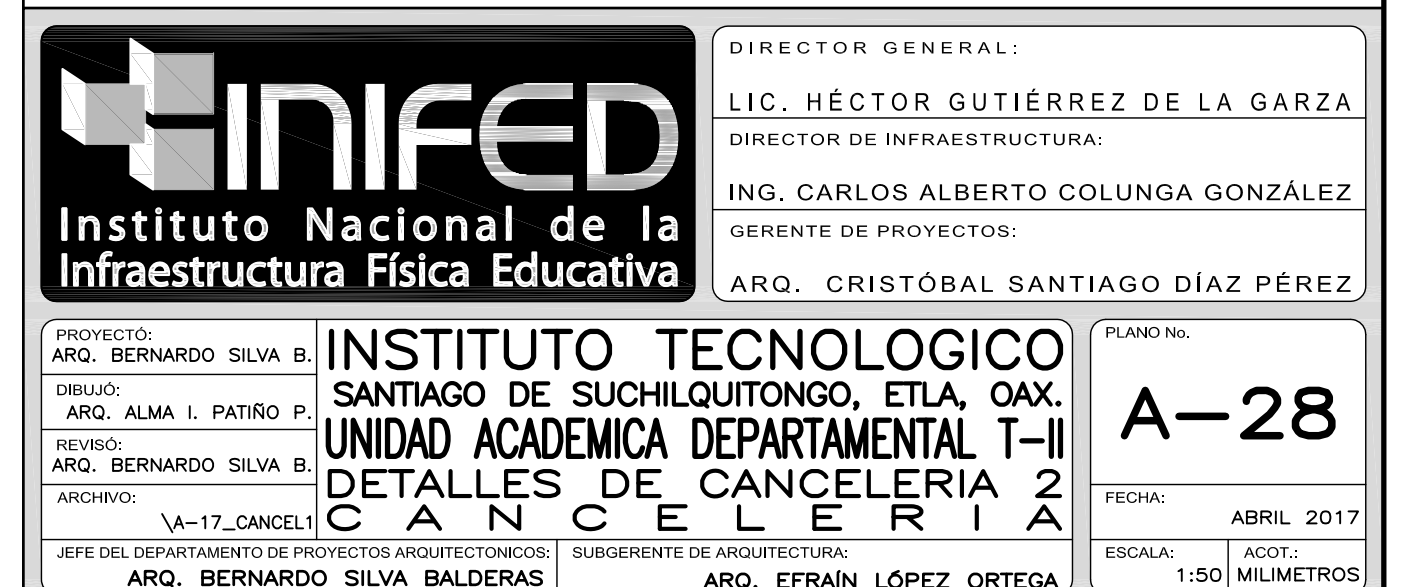 INIFED
Instituto Nacional de la
Infraestructura Física Educativa
DIRECTOR GENERAL:
LIC. HÉCTOR GUTIÉRREZ DE LA GARZA
DIRECTOR DE INFRAESTRUCTURA:
ING. CARLOS ALBERTO COLUNGA GONZÁLEZ
GERENTE DE PROYECTOS:
ARQ. CRISTÓBAL SANTIAGO DÍAZ PÉREZ
PROYECTÓ:
ARQ. BERNARDO SILVA B.
DIBUJÓ:
ARQ. ALMA I. PATIÑO P.
REVISÓ:
ARQ. BERNARDO SILVA B.
ARCHIVO:
\A-17_CANCEL1
INSTITUTO TECNOLOGICO
SANTIAGO DE SUCHILQUITONGO, ETLA, OAX.
UNIDAD ACADEMICA DEPARTAMENTAL T-II
DETALLES DE CANCELERIA 2
CANCELERIA
JEFE DEL DEPARTAMENTO DE PROYECTOS ARQUITECTONICOS:
ARQ. BERNARDO SILVA BALDERAS
SUBGERENTE DE ARQUITECTURA:
ARQ. EFRAÍN LÓPEZ ORTEGA
PLANO No.
A-28
FECHA:
ABRIL 2017
ESCALA:
1:50
ACOT.:
MILIMETROS